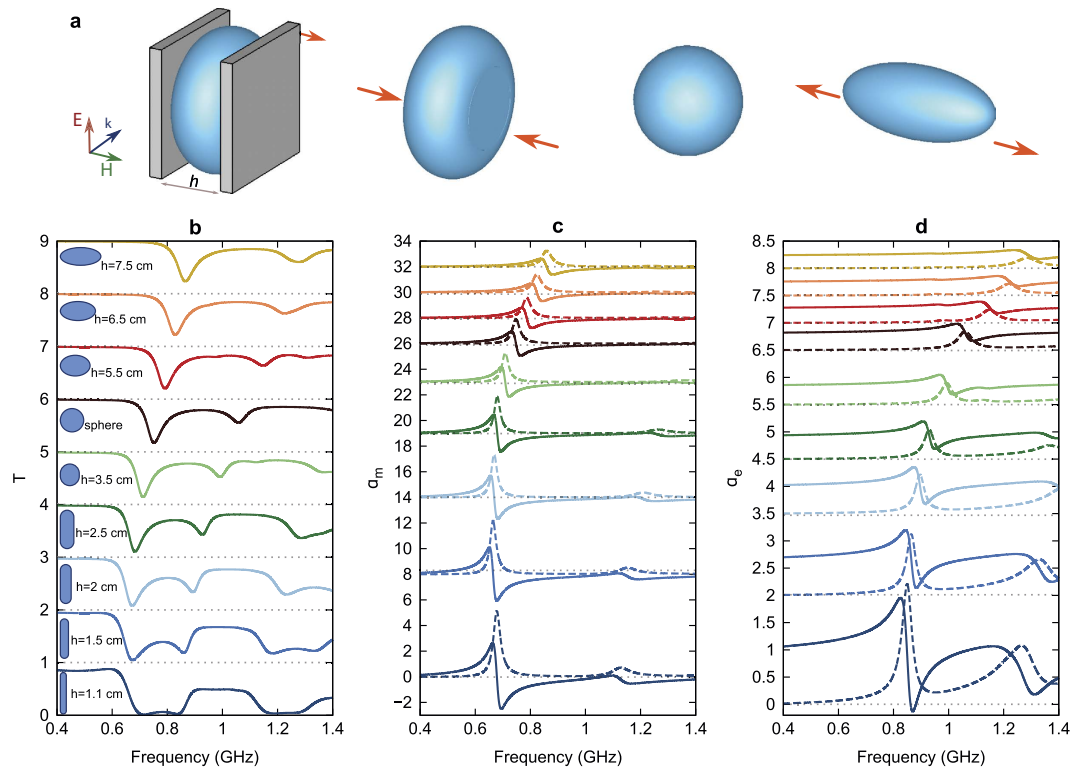 a
E
k
H
h
b
c
d
9
8
7
6
5
4
3
2
1
0
T
h=7.5 cm
h=6.5 cm
h=5.5 cm
sphere
h=3.5 cm
h=2.5 cm
h=2 cm
h=1.5 cm
h=1.1 cm
0.4 0.6 0.8 1 1.2 1.4
Frequency (GHz)
34
32
30
28
26
24
22
20
18
16
14
12
10
8
6
4
2
0
−2
αm
0.4 0.6 0.8 1 1.2 1.4
Frequency (GHz)
8.5
8
7.5
7
6.5
6
5.5
5
4.5
4
3.5
3
2.5
2
1.5
1
0.5
0
αe
0.4 0.6 0.8 1 1.2 1.4
Frequency (GHz)